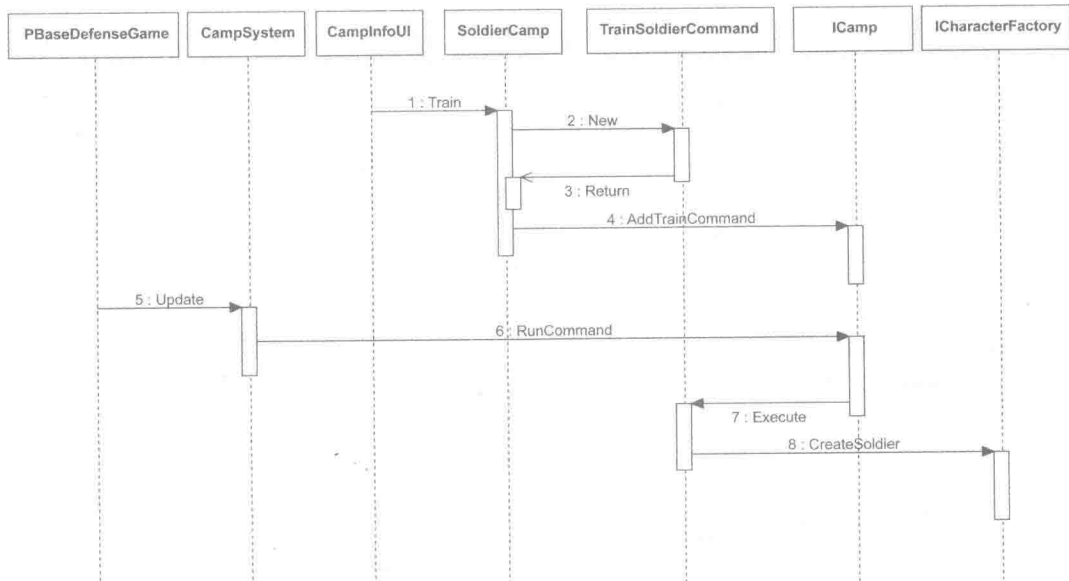 PBaseDefenseGame
CampSystem
CampInfoUI
SoldierCamp
TrainSoldierCommand
ICamp
ICharacterFactory
1 : Train
2 : New
3 : Return
4 : AddTrainCommand
5 : Update
6 : RunCommand
7 : Execute
8 : CreateSoldier